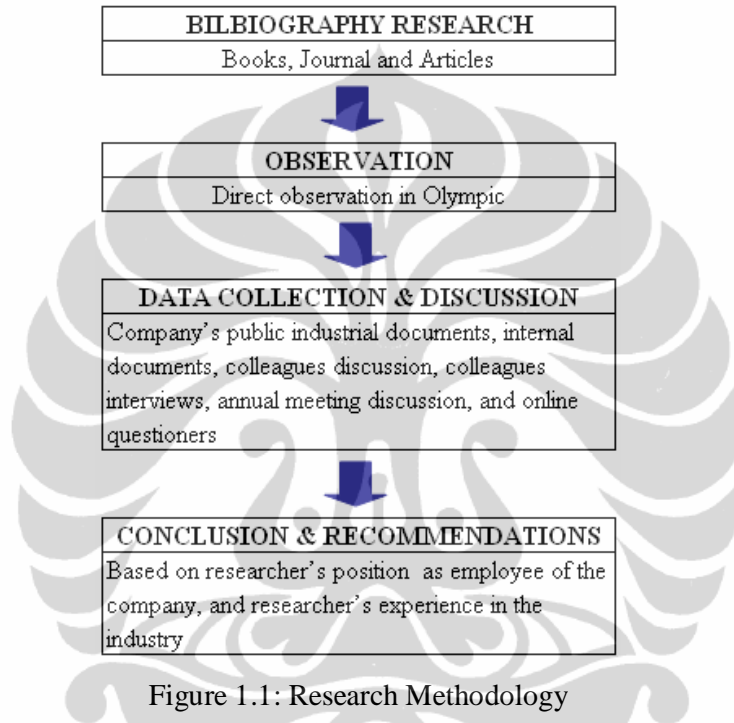 BILBIOGRAPHY RESEARCH
Books, Journal and Articles
OBSERVATION
Direct observation in Olympic
DATA COLLECTION & DISCUSSION
Company's public industrial documents, internal
documents, colleagues discussion, colleagues
interviews, annual meeting discussion, and online
questioners
CONCLUSION & RECOMMENDATIONS
Based on researcher's position as employee of the
company, and researcher's experience in the
industry
Figure 1.1: Research Methodology